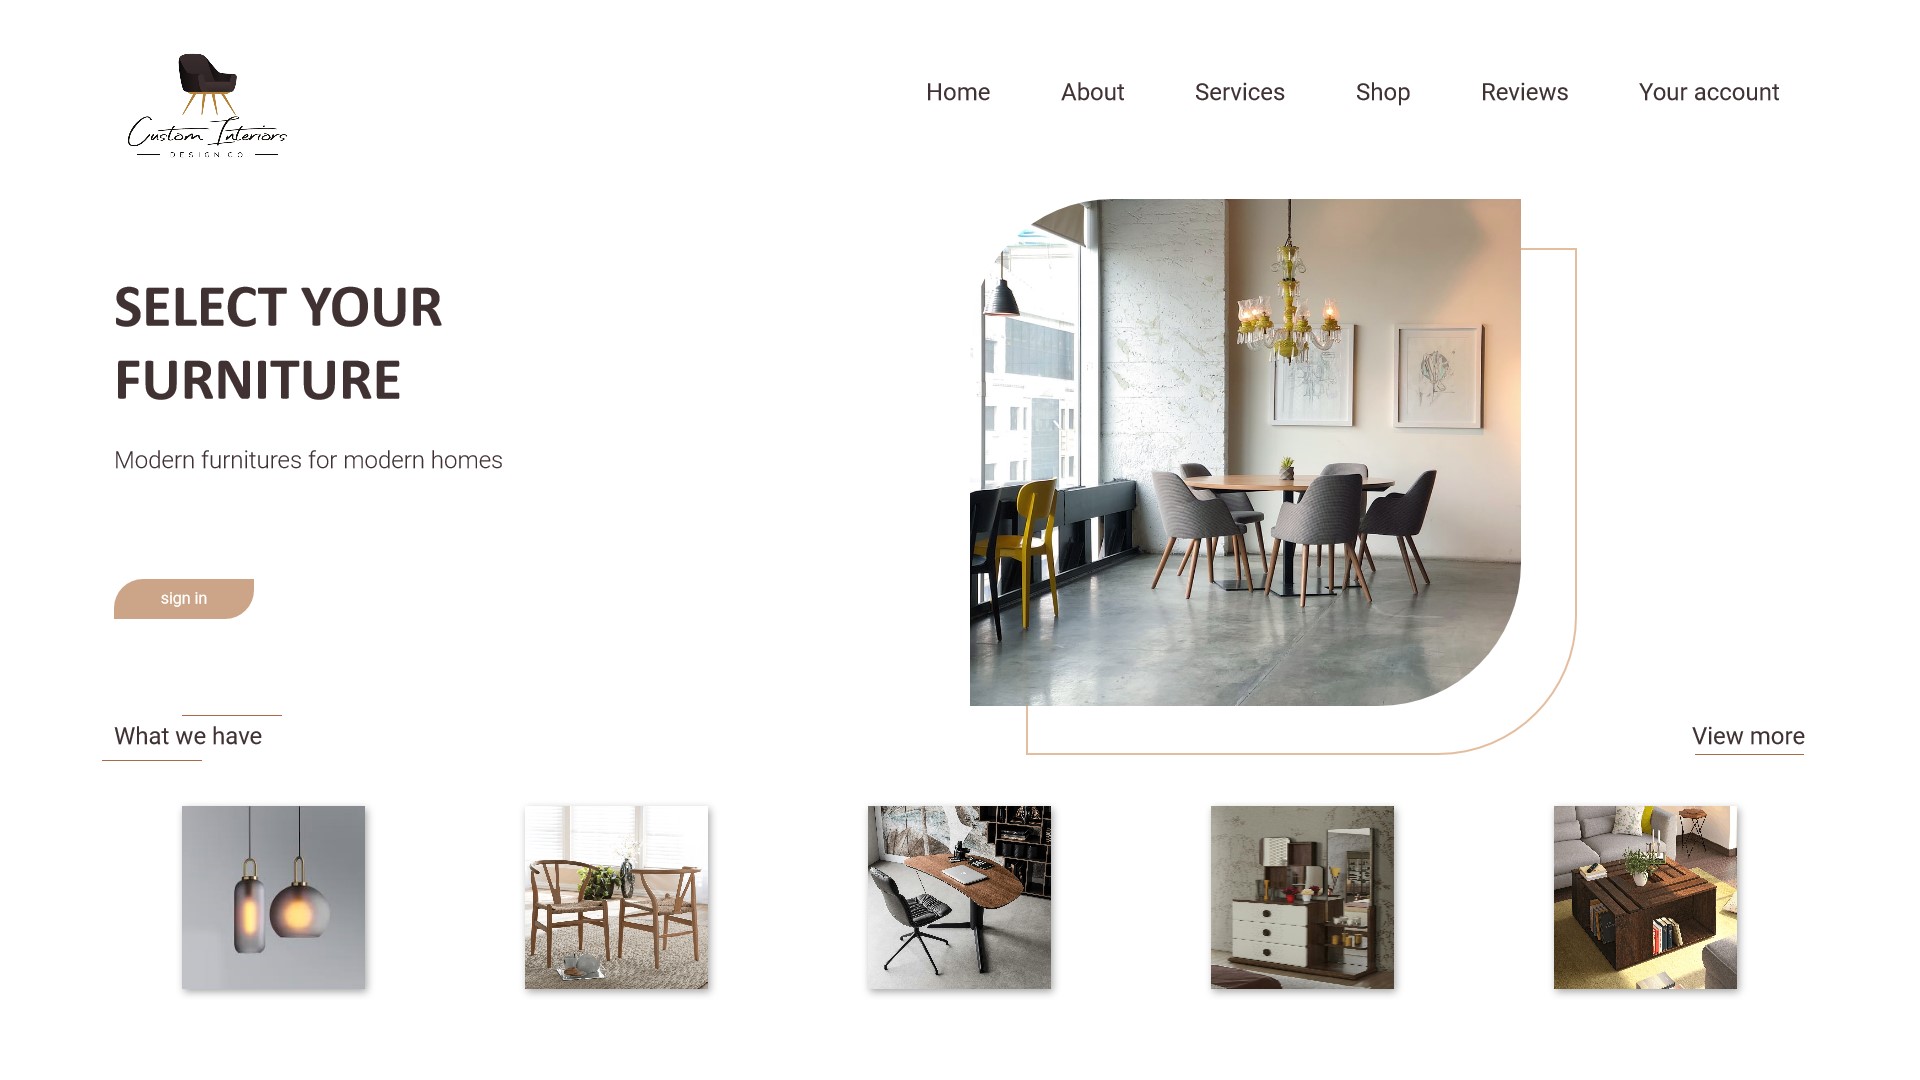 Custom Interiors
DESIGN CO
Home
About
Services
Shop
Reviews
Your account
SELECT YOUR
FURNITURE
Modern furnitures for modern homes
sign in
What we have
View more